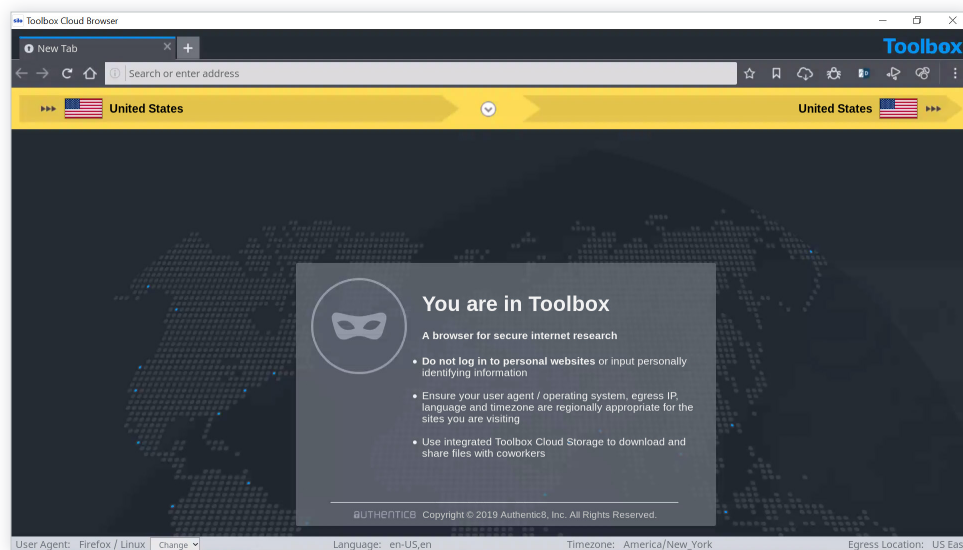 silo Toolbox Cloud Browser
New Tab
Toolbox
Search or enter address
United States
United States
You are in Toolbox
A browser for secure internet research
Do not log in to personal websites or input personally
identifying information
Ensure your user agent / operating system, egress IP,
language and timezone are regionally appropriate for the
sites you are visiting
Use integrated Toolbox Cloud Storage to download and
share files with coworkers
AUTHENTIC8 Copyright © 2019 Authentic8, Inc. All Rights Reserved.
User Agent: Firefox / Linux Change Language: en-US,en Timezone: America/New_York Egress Location: US Eas